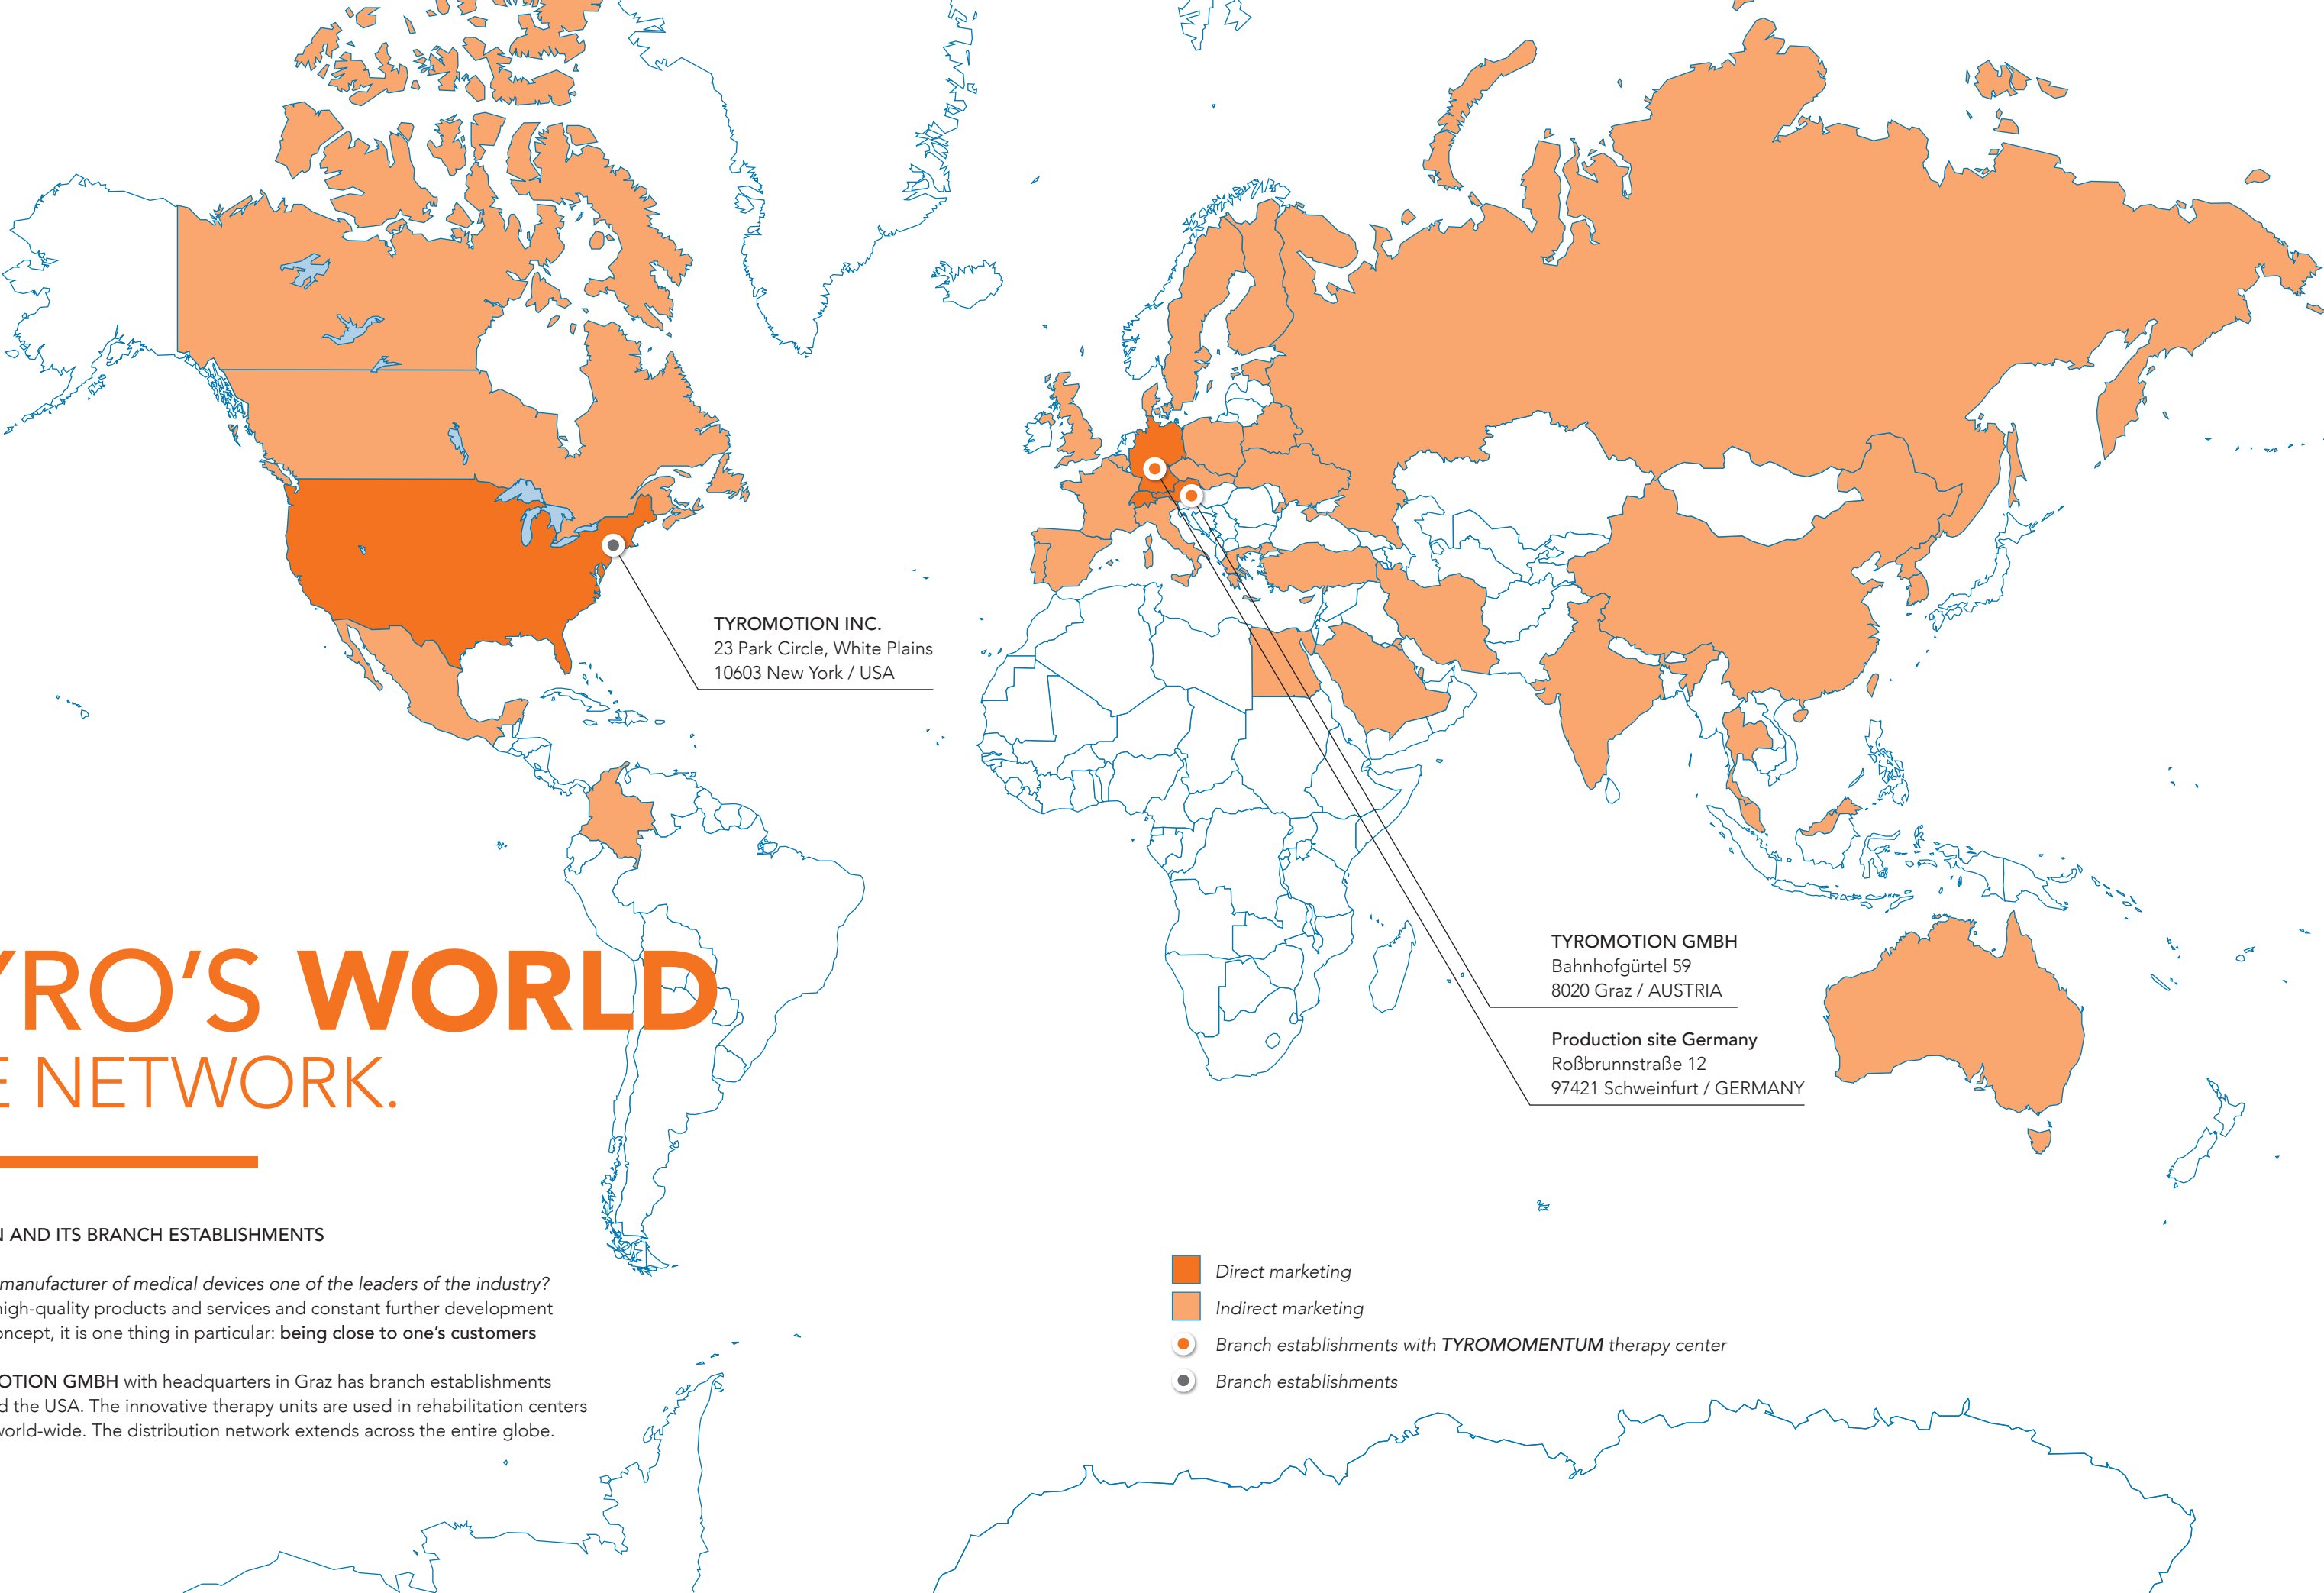 YRO'S WORLD
E NETWORK.
N AND ITS BRANCH ESTABLISHMENTS
manufacturer of medical devices one of the leaders of the industry?
high-quality products and services and constant further development
oncept, it is one thing in particular: being close to one's customers
OTION GMBH with headquarters in Graz has branch establishments
d the USA. The innovative therapy units are used in rehabilitation centers
world-wide. The distribution network extends across the entire globe.
TYROMOTION INC.
23 Park Circle, White Plains
10603 New York / USA
TYROMOTION GMBH
Bahnhofgürtel 59
8020 Graz / AUSTRIA
Production site Germany
Roßbrunnstraße 12
97421 Schweinfurt / GERMANY
Direct marketing
Indirect marketing
Branch establishments with TYROMOMENTUM therapy center
Branch establishments